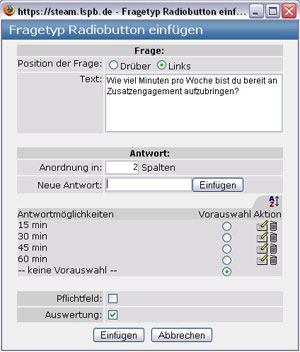 https://steam.lspb.de - Fragetyp Radiobutton einf...
Fragetyp Radiobutton einfügen
Frage:
Position der Frage: Drüber Links
Text: Wie viel Minuten pro Woche bist du bereit an
Zusatzengagement aufzubringen?
Antwort:
Anordnung in: 2 Spalten
Neue Antwort: Einfügen
A
Z
Antwortmöglichkeiten Vorauswahl Aktion
15 min
30 min
45 min
60 min
-- keine Vorauswahl --
Pflichtfeld:
Auswertung:
Einfügen Abbrechen